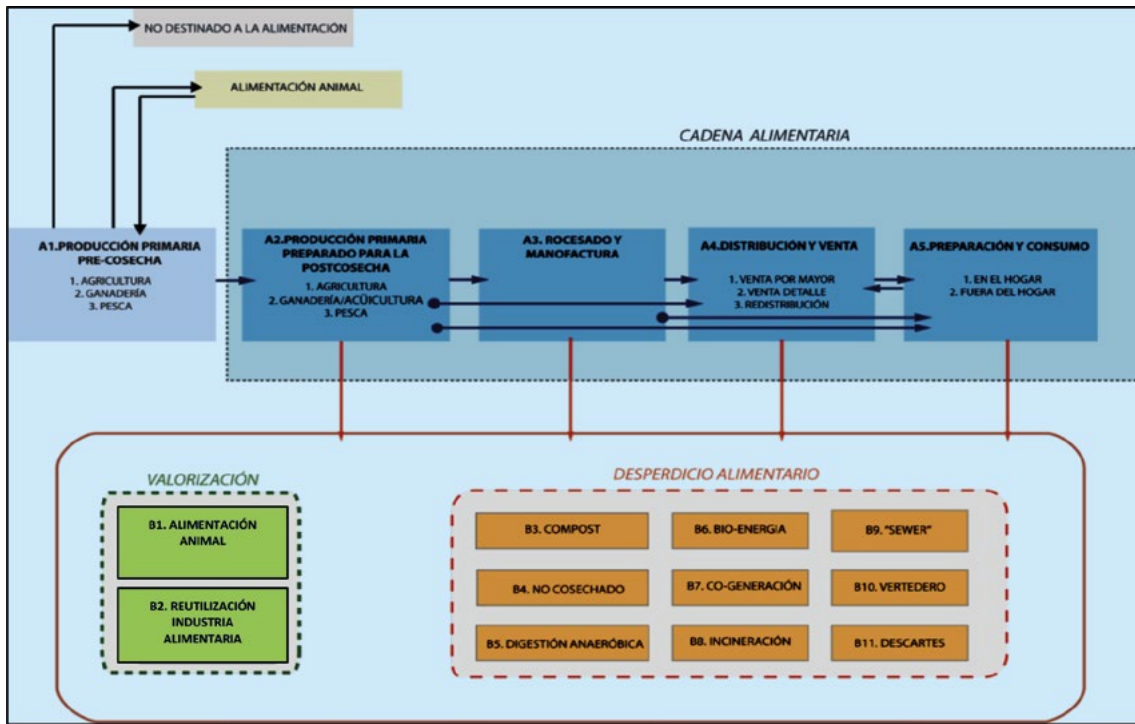 NO DESTINADO A LA ALIMENTACIÓN
ALIMENTACIÓN ANIMAL
CADENA ALIMENTARIA
A1.PRODUCCIÓN PRIMARIA
PRE-COSECHA
1. AGRICULTURA
2. GANADERÍA
3. PESCA
A2.PRODUCCIÓN PRIMARIA
PREPARADO PARA LA
POSTCOSECHA
1. AGRICULTURA
2. GANADERÍA/ACÜICULTURA
3. PESCA
A3. ROCESADO Y
MANOFACTURA
A4.DISTRIBUCIÓN Y VENTA
1. VENTA POR MAYOR
2. VENTA DETALLE
3. REDISTRIBUCIÓN
A5.PREPARACIÓN Y CONSUMO
1. EN EL HOGAR
2. FUERA DEL HOGAR
VALORIZACIÓN
B1. ALIMENTACIÓN
ANIMAL
B2. REUTILIZACIÓN
INDUSTRIA
ALIMENTARIA
DESPERDICIO ALIMENTARIO
B3. COMPOST
B4. NO COSECHADO
B5. DIGESTIÓN ANAERÓBICA
B6. BIO-ENERGIA
B7. CO-GENERACIÓN
B8. INCINERACIÓN
B9. "SEWER"
B10. VERTEDERO
B11. DESCARTES